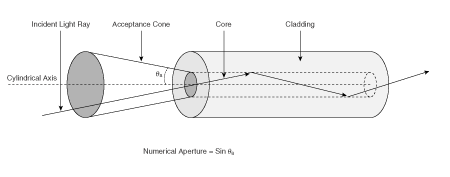 Incident Light Ray
Acceptance Cone
Core
Cladding
θa
Cylindrical Axis
Numerical Aperture = Sin θa